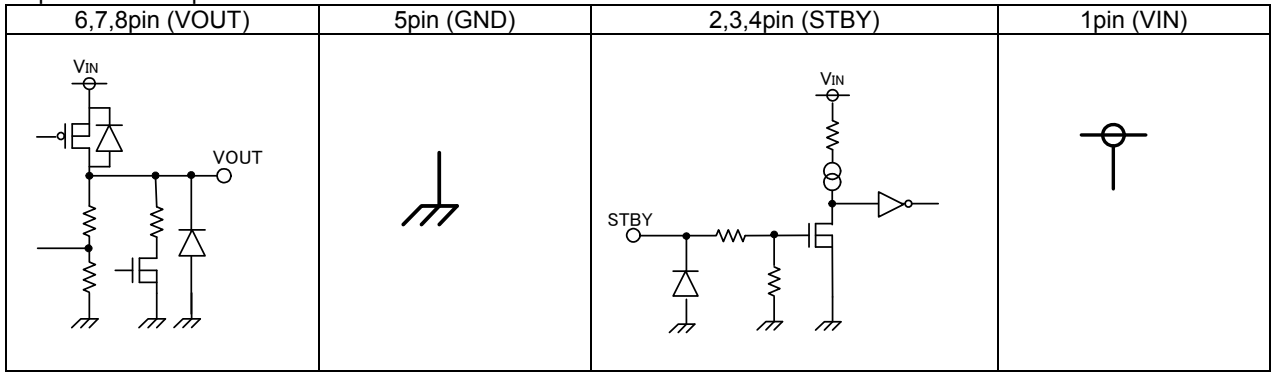 6,7,8pin (VOUT)
5pin (GND)
2,3,4pin (STBY)
1pin (VIN)
VIN
VOUT
VIN
STBY